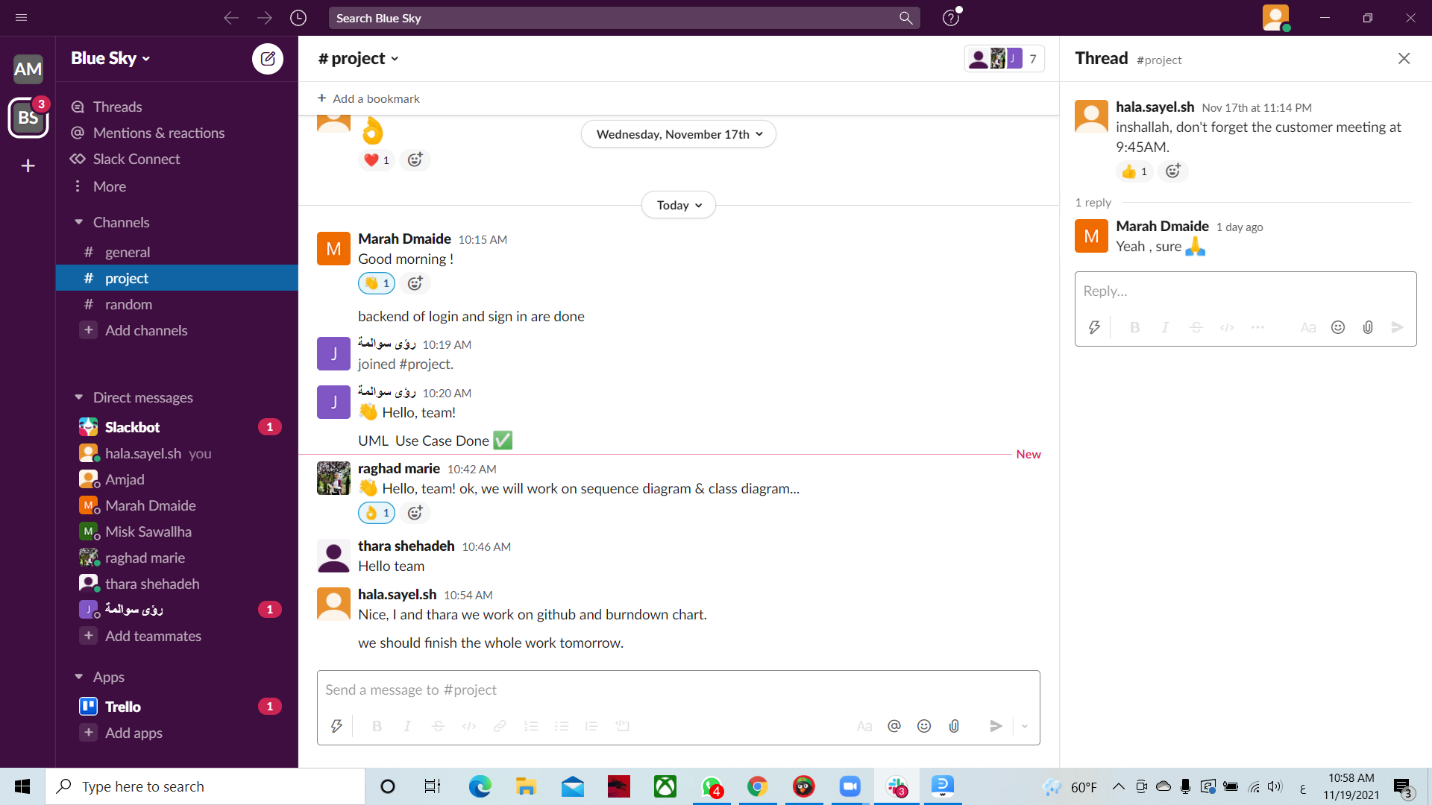 Search Blue Sky
AM
BS
3
Blue Sky
Threads
Mentions & reactions
Slack Connect
More
Channels
# general
# project
# random
+ Add channels
Direct messages
Slackbot 1
hala.sayel.sh you
Amjad
M Marah Dmaide
M Misk Sawallha
raghad marie
thara shehadeh
J رؤى سوالمة 1
+ Add teammates
Apps
Trello 1
+ Add apps
# project
J 7
+ Add a bookmark
Wednesday, November 17th
👌
❤️ 1
Today
M
Marah Dmaide 10:15 AM
Good morning !
👋 1
backend of login and sign in are done
J
رؤى سوالمة 10:19 AM
joined #project.
J
رؤى سوالمة 10:20 AM
👋 Hello, team!
UML Use Case Done ✅
New
raghad marie 10:42 AM
👋 Hello, team! ok, we will work on sequence diagram & class diagram...
👌 1
thara shehadeh 10:46 AM
Hello team
hala.sayel.sh 10:54 AM
Nice, I and thara we work on github and burndown chart.
we should finish the whole work tomorrow.
Send a message to #project
B I S </> Aa @
Thread #project
hala.sayel.sh Nov 17th at 11:14 PM
inshallah, don't forget the customer meeting at
9:45AM.
👍 1
1 reply
M
Marah Dmaide 1 day ago
Yeah , sure 🙏
Reply...
B I S </> ... Aa
Type here to search
4
3
60°F
ع
10:58 AM
11/19/2021
3